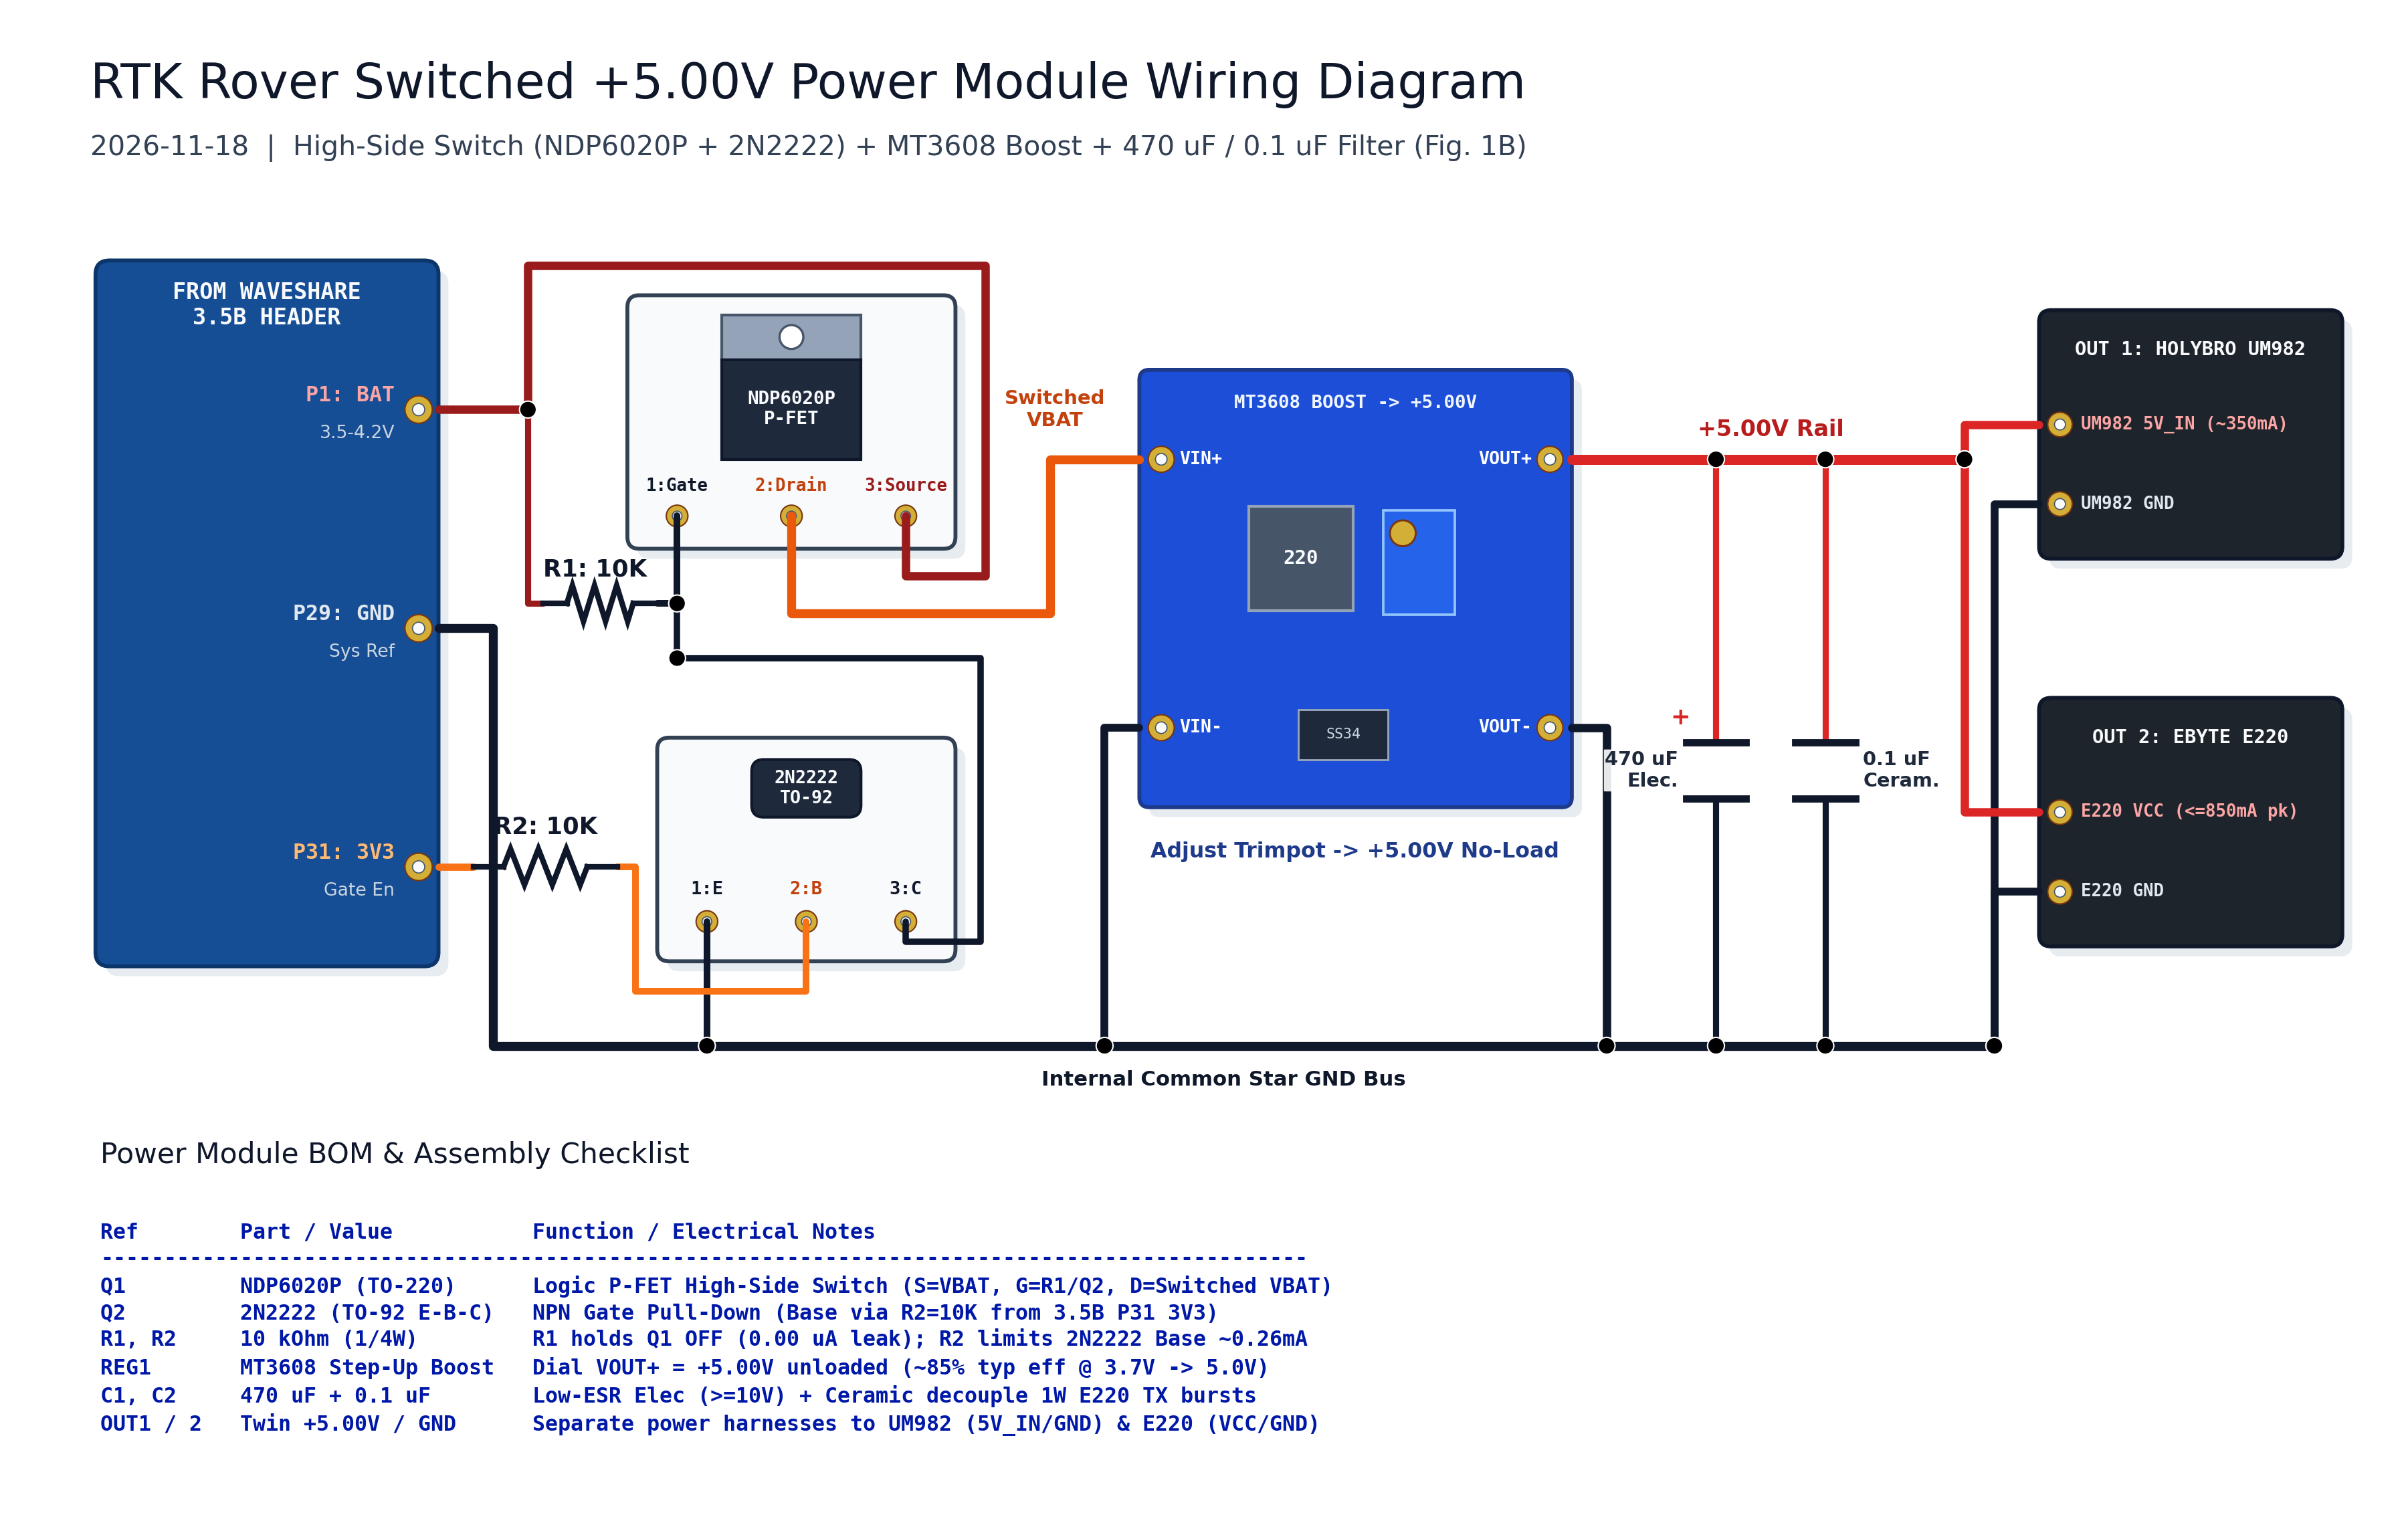 RTK Rover Switched +5.00V Power Module Wiring Diagram
2026-11-18 | High-Side Switch (NDP6020P + 2N2222) + MT3608 Boost + 470 uF / 0.1 uF Filter (Fig. 1B)
FROM WAVESHARE
3.5B HEADER
P1: BAT
3.5-4.2V
P29: GND
Sys Ref
P31: 3V3
Gate En
NDP6020P
P-FET
1:Gate
2:Drain
3:Source
R1: 10K
R2: 10K
2N2222
TO-92
1:E
2:B
3:C
Switched
VBAT
MT3608 BOOST -> +5.00V
VIN+
VOUT+
220
VIN-
SS34
VOUT-
Adjust Trimpot -> +5.00V No-Load
+5.00V Rail
+
470 uF
Elec.
0.1 uF
Ceram.
OUT 1: HOLYBRO UM982
UM982 5V_IN (~350mA)
UM982 GND
OUT 2: EBYTE E220
E220 VCC (<=850mA pk)
E220 GND
Internal Common Star GND Bus
Power Module BOM & Assembly Checklist
Ref Part / Value Function / Electrical Notes
-----------------------------------------------------------------------------------------------
Q1 NDP6020P (TO-220) Logic P-FET High-Side Switch (S=VBAT, G=R1/Q2, D=Switched VBAT)
Q2 2N2222 (TO-92 E-B-C) NPN Gate Pull-Down (Base via R2=10K from 3.5B P31 3V3)
R1, R2 10 kOhm (1/4W) R1 holds Q1 OFF (0.00 uA leak); R2 limits 2N2222 Base ~0.26mA
REG1 MT3608 Step-Up Boost Dial VOUT+ = +5.00V unloaded (~85% typ eff @ 3.7V -> 5.0V)
C1, C2 470 uF + 0.1 uF Low-ESR Elec (>=10V) + Ceramic decouple 1W E220 TX bursts
OUT1 / 2 Twin +5.00V / GND Separate power harnesses to UM982 (5V_IN/GND) & E220 (VCC/GND)